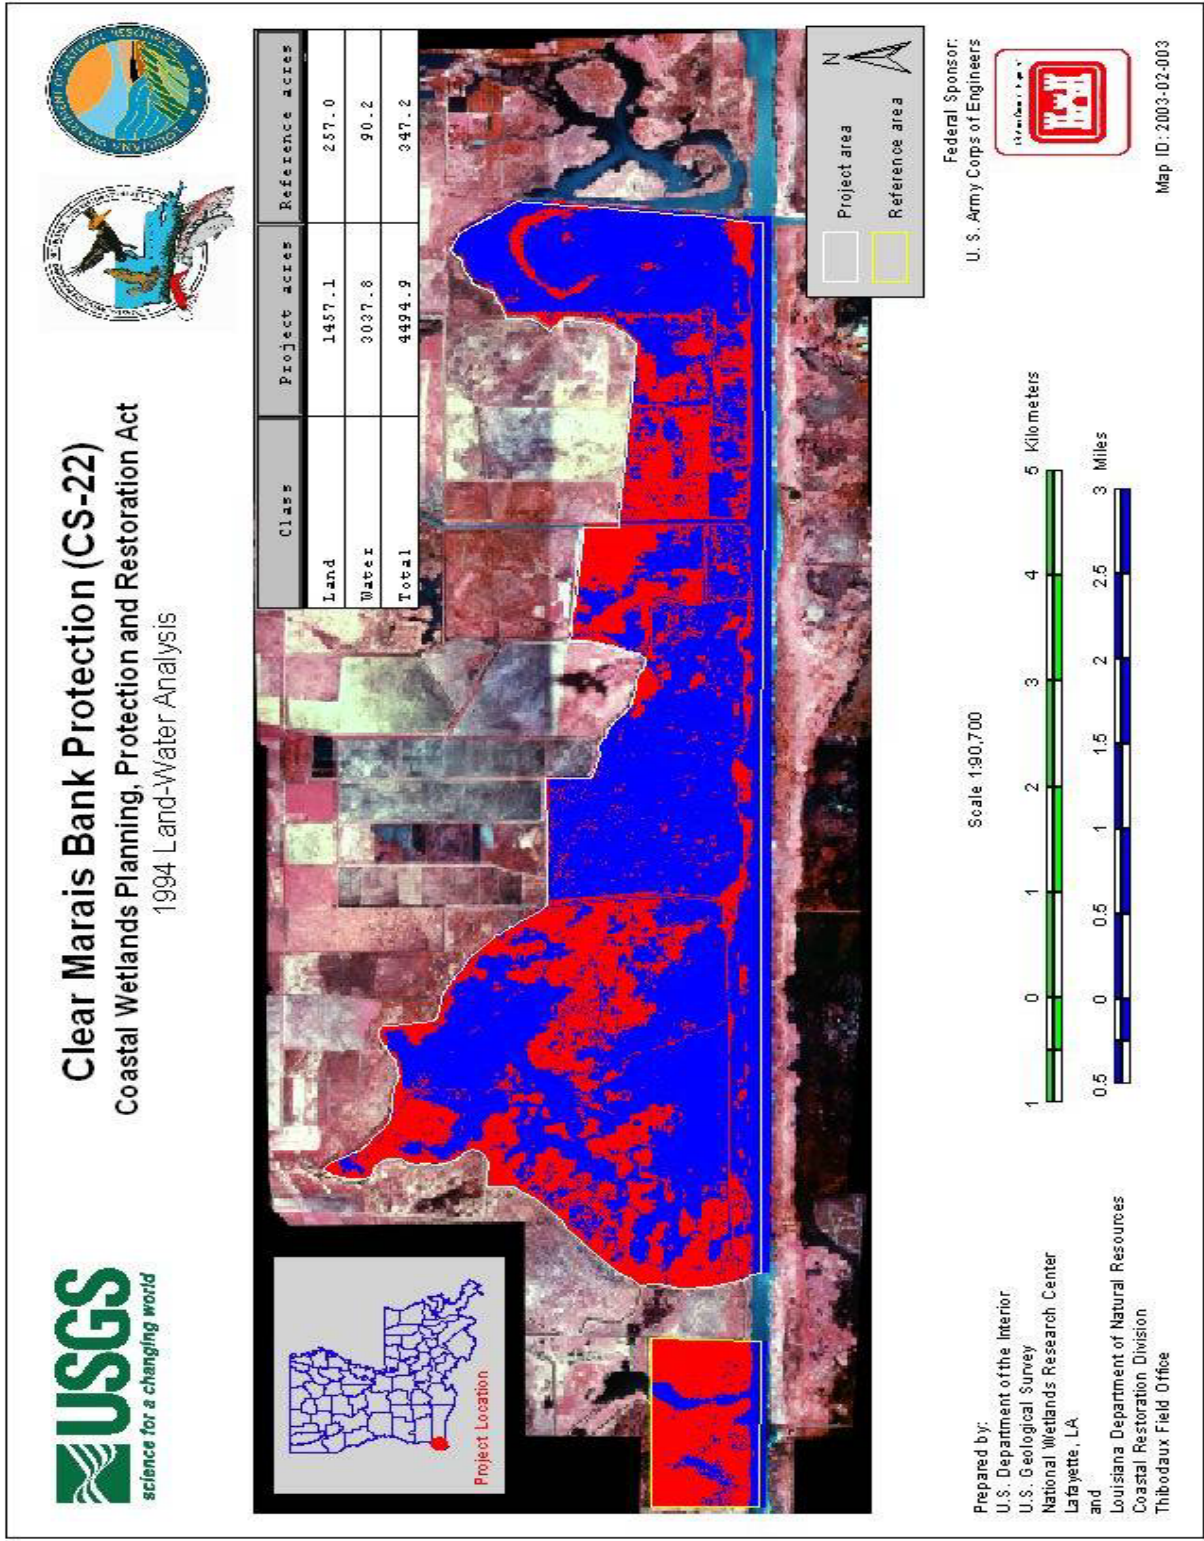 USGS
science for a changing world
Clear Marais Bank Protection (CS-22)
Coastal Wetlands Planning, Protection and Restoration Act
1994 Land-Water Analysis
LOUISIANA DEPARTMENT OF NATURAL RESOURCES
Project Location
Class Project acres Reference acres
Land 1457.1 257.0
Water 3037.8 90.2
Total 4494.9 347.2
N
Project area
Reference area
Scale 1:90,700
1 0 1 2 3 4 5 Kilometers
0.5 0 0.5 1 1.5 2 2.5 3 Miles
Prepared by:
U.S. Department of the Interior
U.S. Geological Survey
National Wetlands Research Center
Lafayette, LA
and
Louisiana Department of Natural Resources
Coastal Restoration Division
Thibodaux Field Office
Federal Sponsor:
U. S. Army Corps of Engineers
Map ID: 2003-02-003